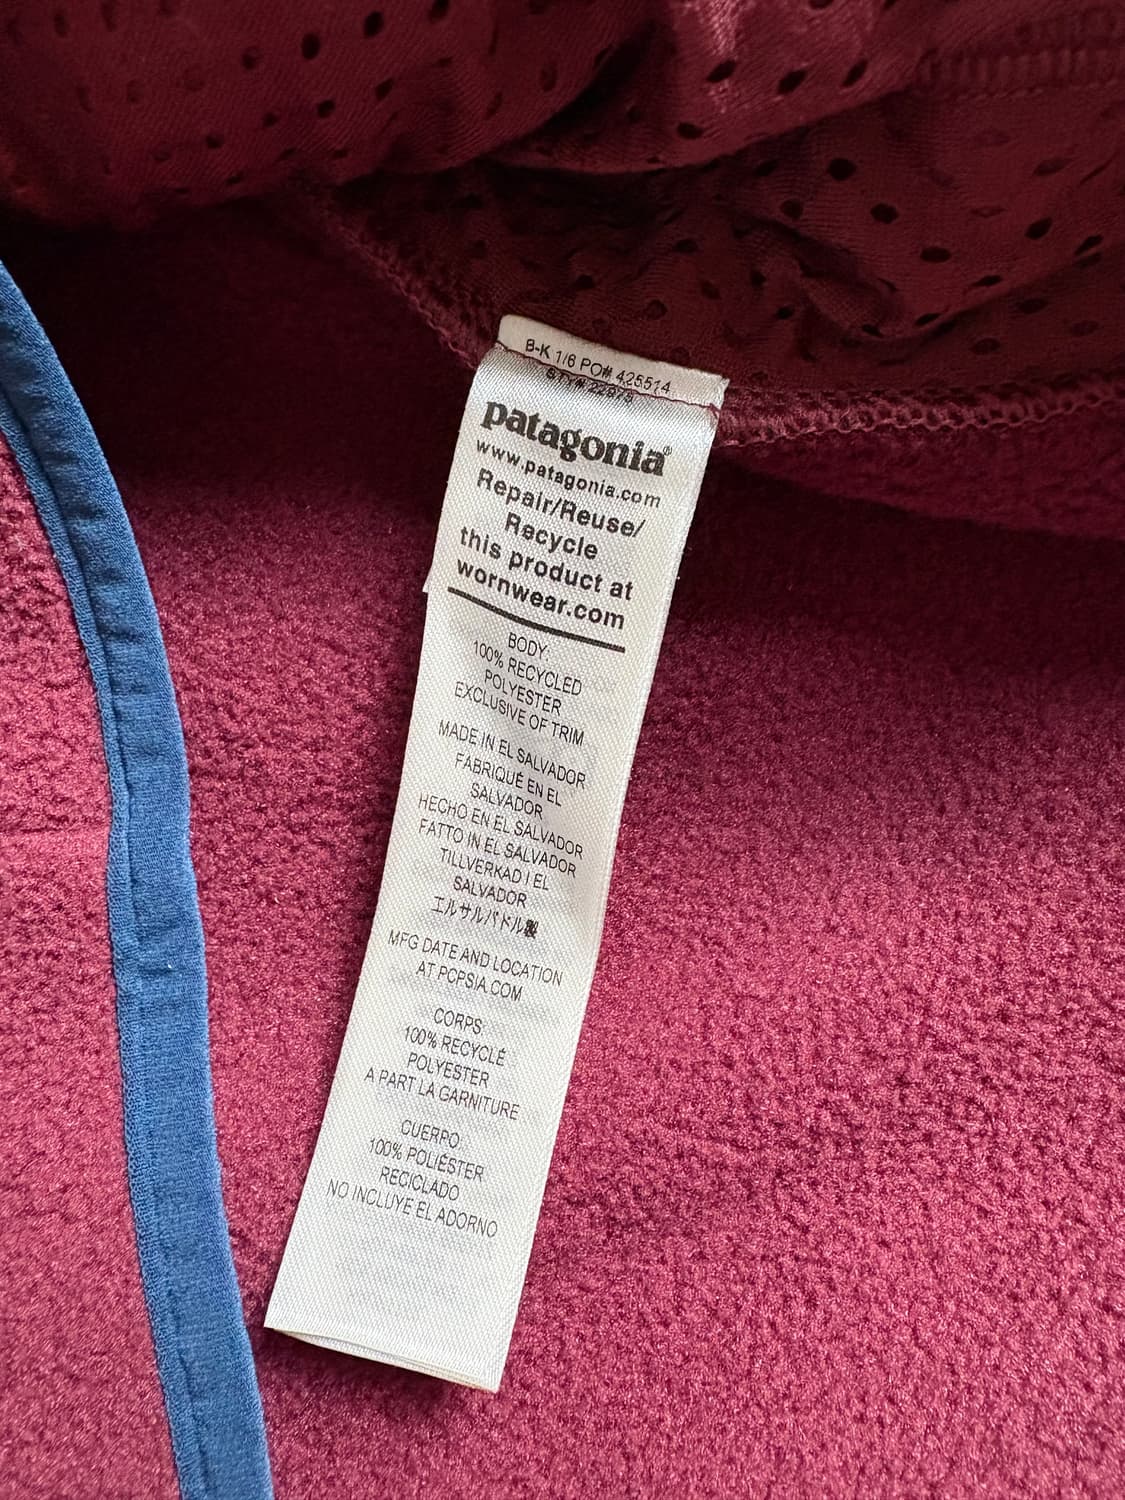 B-K 1/6 PO# 425514
STY# 22975
patagonia®
www.patagonia.com
Repair/Reuse/
Recycle
this product at
wornwear.com
BODY:
100% RECYCLED
POLYESTER
EXCLUSIVE OF TRIM
MADE IN EL SALVADOR
FABRIQUÉ EN EL
SALVADOR
HECHO EN EL SALVADOR
FATTO IN EL SALVADOR
TILLVERKAD I EL
SALVADOR
エルサルバドル製
MFG DATE AND LOCATION
AT PCPSIA.COM
CORPS:
100% RECYCLÉ
POLYESTER
A PART LA GARNITURE
CUERPO:
100% POLIÉSTER
RECICLADO
NO INCLUYE EL ADORNO